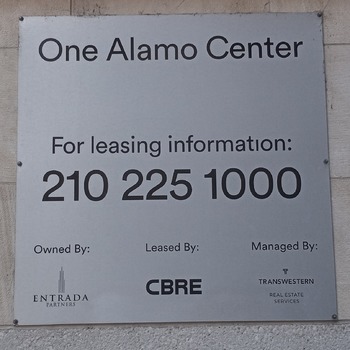 One Alamo Center
For leasing information:
210 225 1000
Owned By: Leased By: Managed By:
ENTRADA
PARTNERS
CBRE
TRANSWESTERN
REAL ESTATE
SERVICES